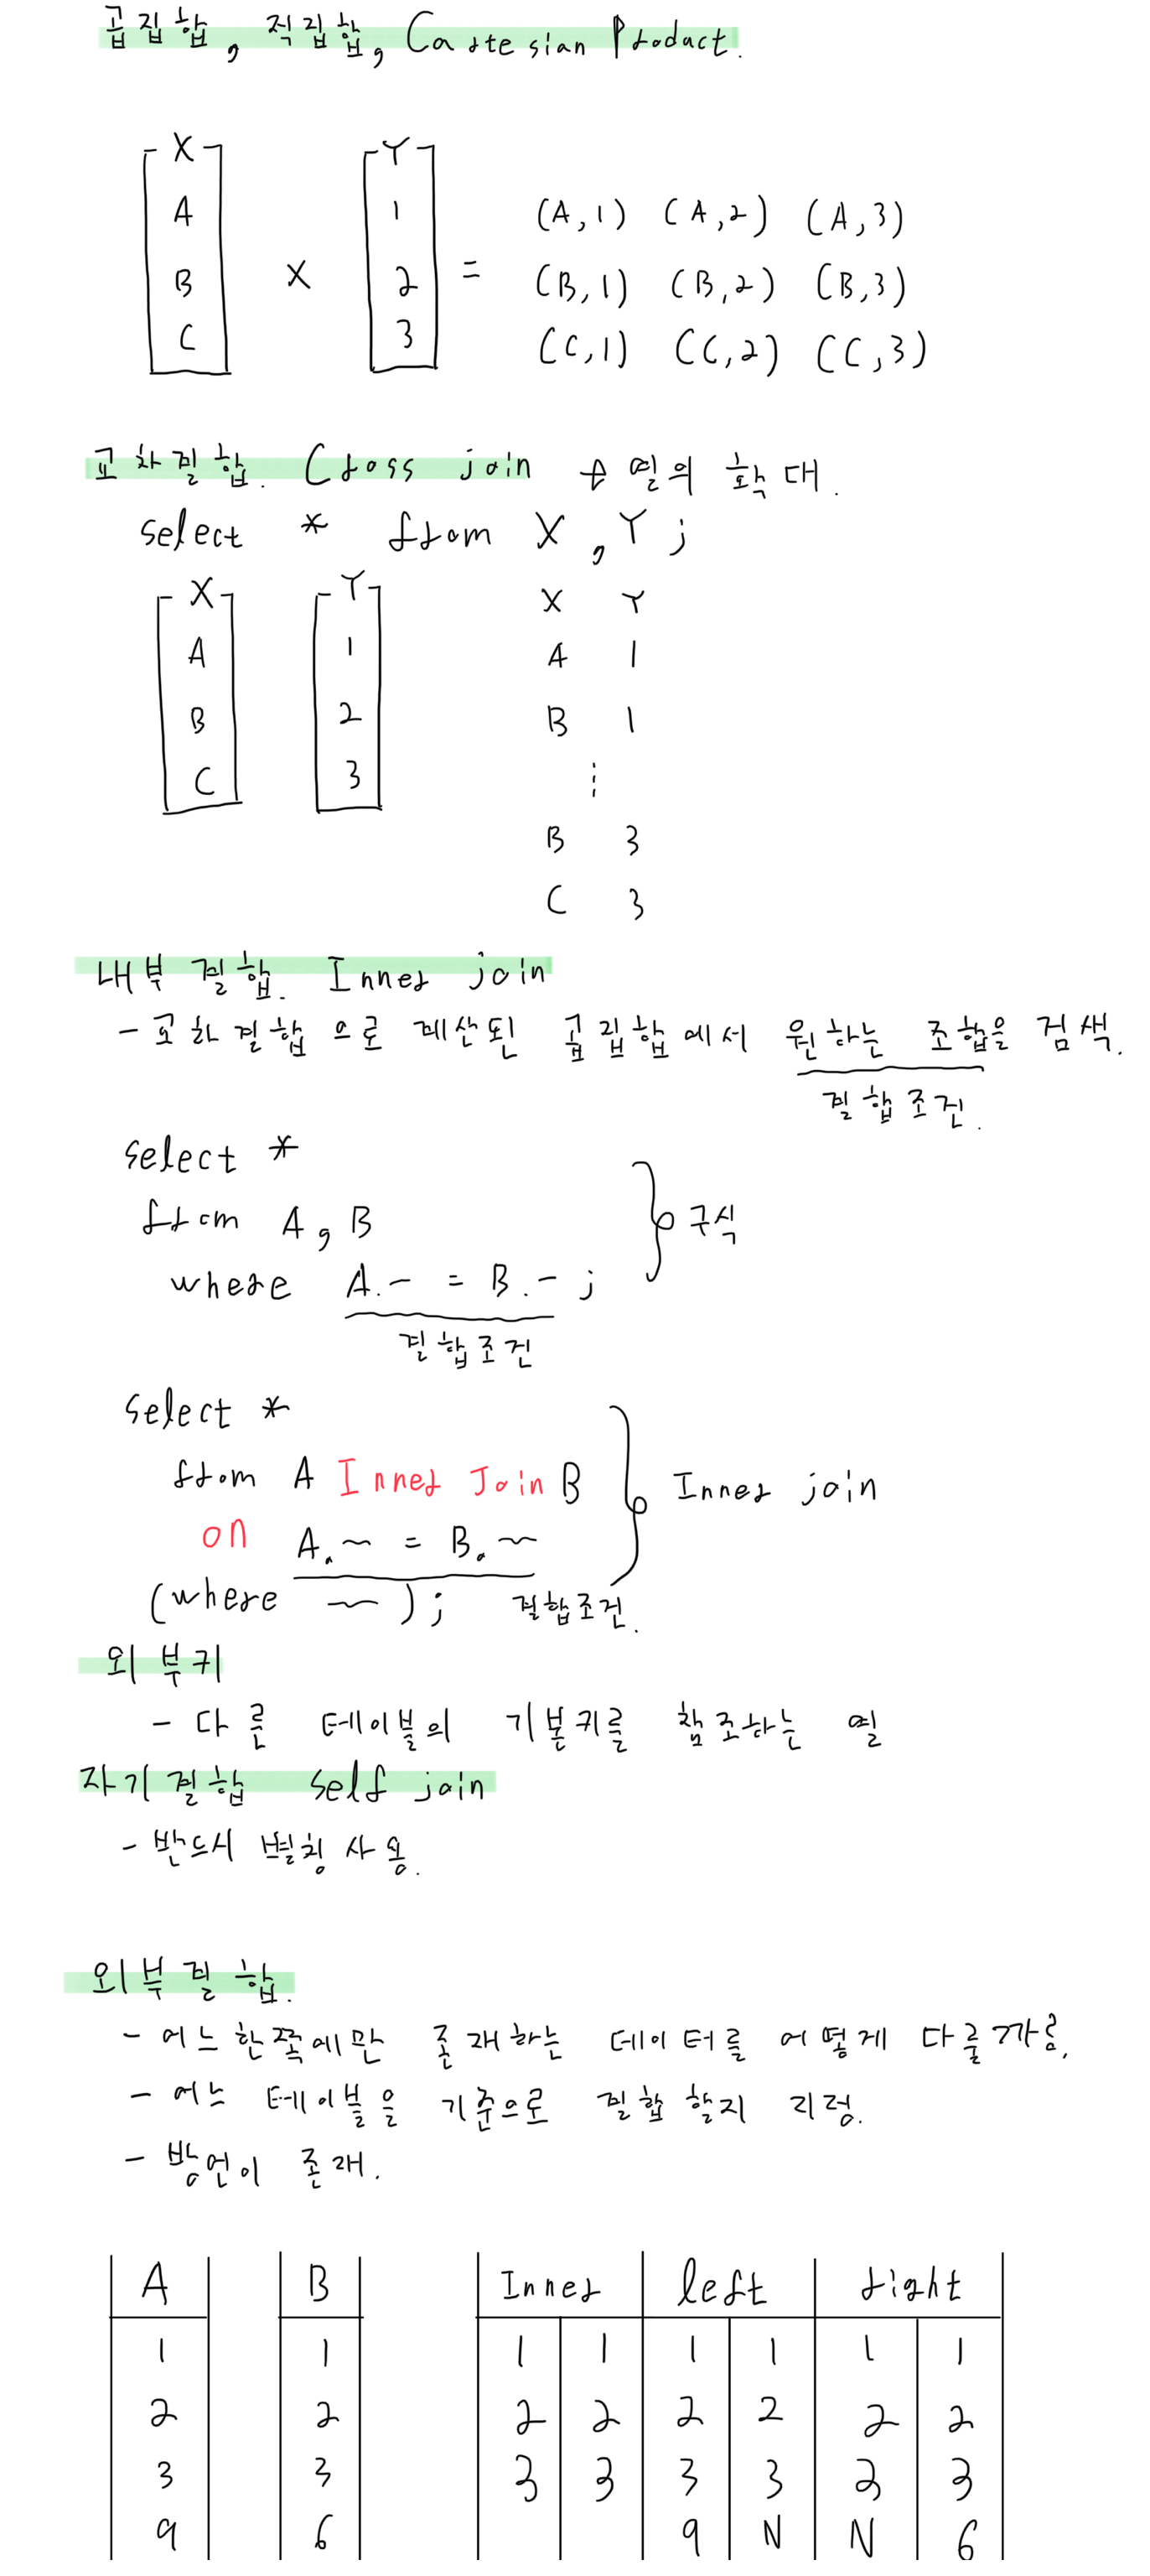 곱집합, 적집합, Cartesian Product.
X Y
A 1 (A,1) (A,2) (A,3)
B X 2 = (B,1) (B,2) (B,3)
C 3 (C,1) (C,2) (C,3)
교차결합. Cross join 열의 확대.
select * from X, Y;
X Y X Y
A 1 A 1
B 2 B 1
C 3 ⋮
B 3
C 3
내부 결합. Inner join
- 교차 결합으로 계산된 곱집합에서 원하는 조합을 검색.
결합조건.
select *
from A, B 구식
where A.~ = B.~ ;
결합조건
select *
from A Inner Join B Inner join
on A.~ = B.~
(where ~ ); 결합조건.
외부키
- 다른 테이블의 기본키를 참조하는 열
자기결합 self join
- 반드시 별칭 사용.
외부결합.
- 어느 한쪽에만 존재하는 데이터를 어떻게 다룰까
- 어느 테이블을 기준으로 결합할지
- 방언이 존재.
A B Inner left right
1 1 1 1 1 1 1 1
2 2 2 2 2 2 2 2
3 3 3 3 3 3 3 3
9 6 9 N N 6